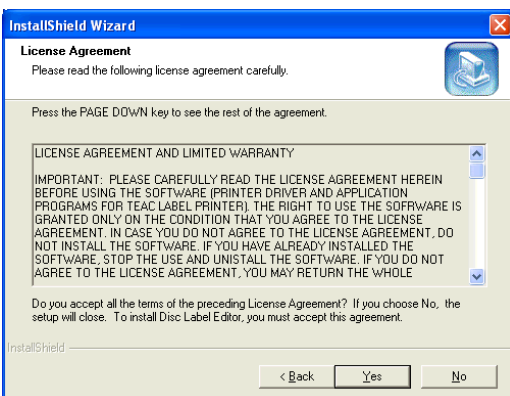 InstallShield Wizard
License Agreement
Please read the following license agreement carefully.
Press the PAGE DOWN key to see the rest of the agreement.
LICENSE AGREEMENT AND LIMITED WARRANTY
IMPORTANT:  PLEASE CAREFULLY READ THE LICENSE AGREEMENT HEREIN
BEFORE USING THE SOFTWARE (PRINTER DRIVER AND APPLICATION
PROGRAMS FOR TEAC LABEL PRINTER). THE RIGHT TO USE THE SOFRWARE IS
GRANTED ONLY ON THE CONDITION THAT YOU AGREE TO THE LICENSE
AGREEMENT. IN CASE YOU DO NOT AGREE TO THE LICENSE AGREEMENT, DO
NOT INSTALL THE SOFTWARE. IF YOU HAVE ALREADY INSTALLED THE
SOFTWARE, STOP THE USE AND UNISTALL THE SOFTWARE. IF YOU DO NOT
AGREE TO THE LICENSE AGREEMENT, YOU MAY RETURN THE WHOLE
Do you accept all the terms of the preceding License Agreement?  If you choose No,  the
setup will close.  To install Disc Label Editor, you must accept this agreement.
InstallShield
< Back
Yes
No